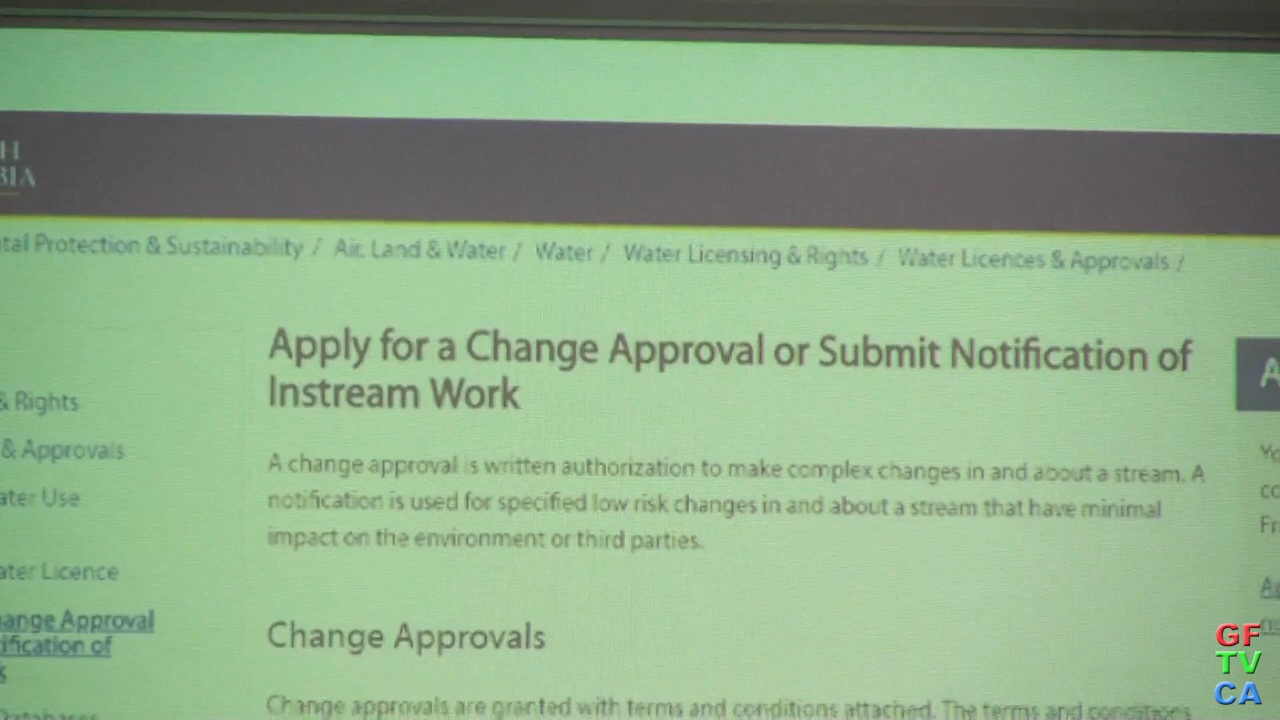 H
BIA
tal Protection & Sustainability / Air, Land & Water / Water / Water Licensing & Rights / Water Licences & Approvals /
Apply for a Change Approval or Submit Notification of
Instream Work
A change approval is written authorization to make complex changes in and about a stream. A
notification is used for specified low risk changes in and about a stream that have minimal
impact on the environment or third parties.
Change Approvals
Change approvals are granted with terms and conditions attached. The terms and conditions
& Rights
& Approvals
ater Use
ater Licence
ange Approval
ification of
s
Databases
A
Yo
co
Fr
GF
TV
CA